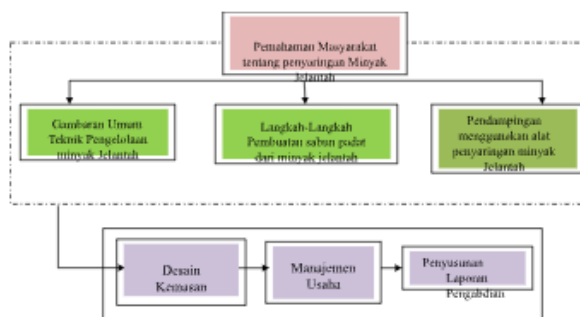 Pemahaman Masyarakat
tentang penyaringan Minyak
Jelantah
Gambaran Umum
Teknik Pengelolaan
minyak Jelantah
Langkah-Langkah
Pembuatan sabun padat
dari minyak jelantah
Pendampingan
menggunakan alat
penyaringan minyak
Jelantah
Desain
Kemasan
Manajemen
Usaha
Penyusunan
Laporan
Pengabdian